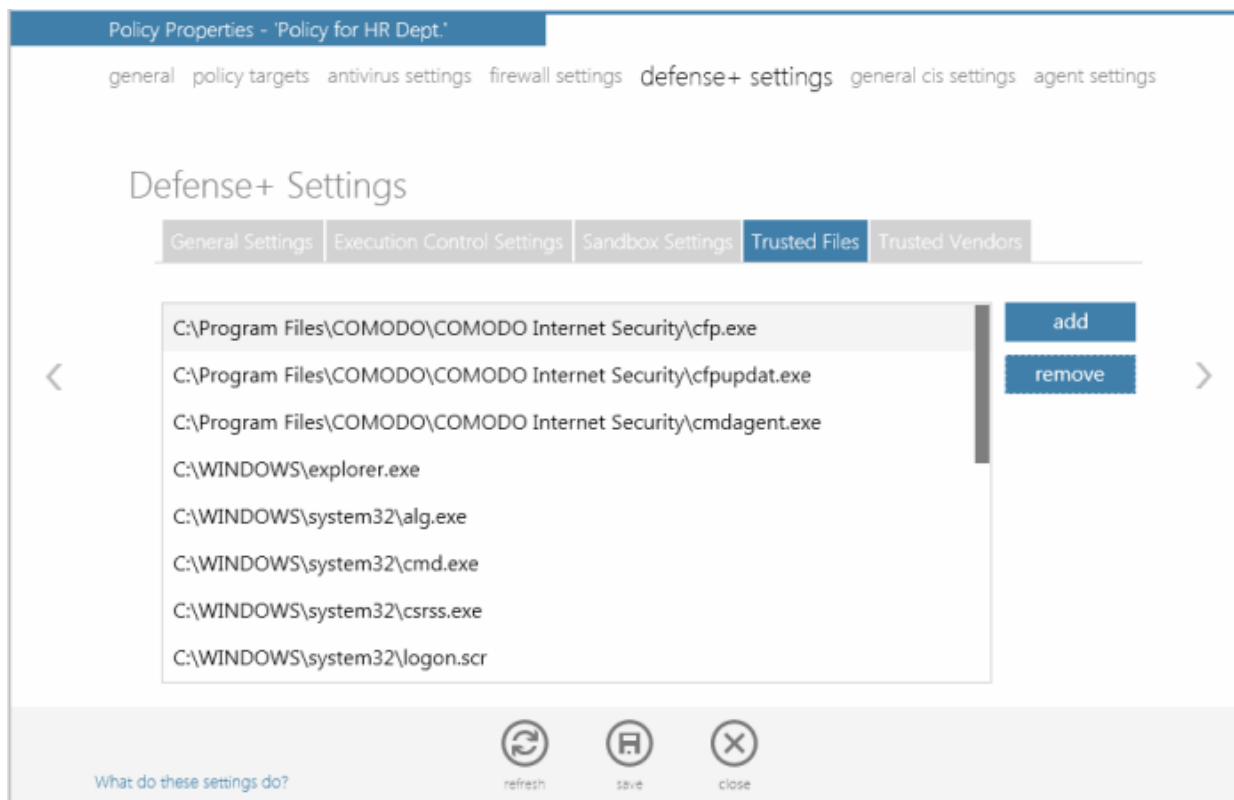 Policy Properties - 'Policy for HR Dept.'
general policy targets antivirus settings firewall settings defense+ settings general cis settings agent settings
Defense+ Settings
General Settings Execution Control Settings Sandbox Settings Trusted Files Trusted Vendors
C:\Program Files\COMODO\COMODO Internet Security\cfp.exe
add
C:\Program Files\COMODO\COMODO Internet Security\cfpupdat.exe
remove
C:\Program Files\COMODO\COMODO Internet Security\cmdagent.exe
C:\WINDOWS\explorer.exe
C:\WINDOWS\system32\alg.exe
C:\WINDOWS\system32\cmd.exe
C:\WINDOWS\system32\csrss.exe
C:\WINDOWS\system32\logon.scr
What do these settings do?
refresh save close